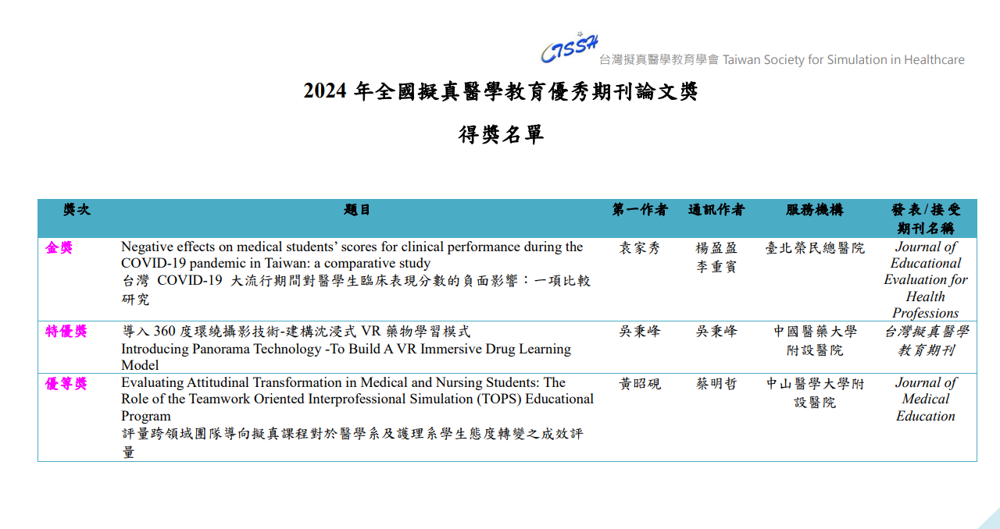 CTSSH
台灣擬真醫學教育學會 Taiwan Society for Simulation in Healthcare
2024 年全國擬真醫學教育優秀期刊論文獎
得獎名單
獎次 題目 第一作者 通訊作者 服務機構 發表/接受
期刊名稱
金獎
Negative effects on medical students’ scores for clinical performance during the
COVID-19 pandemic in Taiwan: a comparative study
台灣 COVID-19 大流行期間對醫學生臨床表現分數的負面影響：一項比較
研究
袁家秀
楊盈盈
李重賓
臺北榮民總醫院
Journal of
Educational
Evaluation for
Health
Professions
特優獎
導入 360 度環繞攝影技術-建構沈浸式 VR 藥物學習模式
Introducing Panorama Technology -To Build A VR Immersive Drug Learning
Model
吳秉峰
吳秉峰
中國醫藥大學
附設醫院
台灣擬真醫學
教育期刊
優等獎
Evaluating Attitudinal Transformation in Medical and Nursing Students: The
Role of the Teamwork Oriented Interprofessional Simulation (TOPS) Educational
Program
評量跨領域團隊導向擬真課程對於醫學系及護理系學生態度轉變之成效評
量
黃昭硯
蔡明哲
中山醫學大學附
設醫院
Journal of
Medical
Education